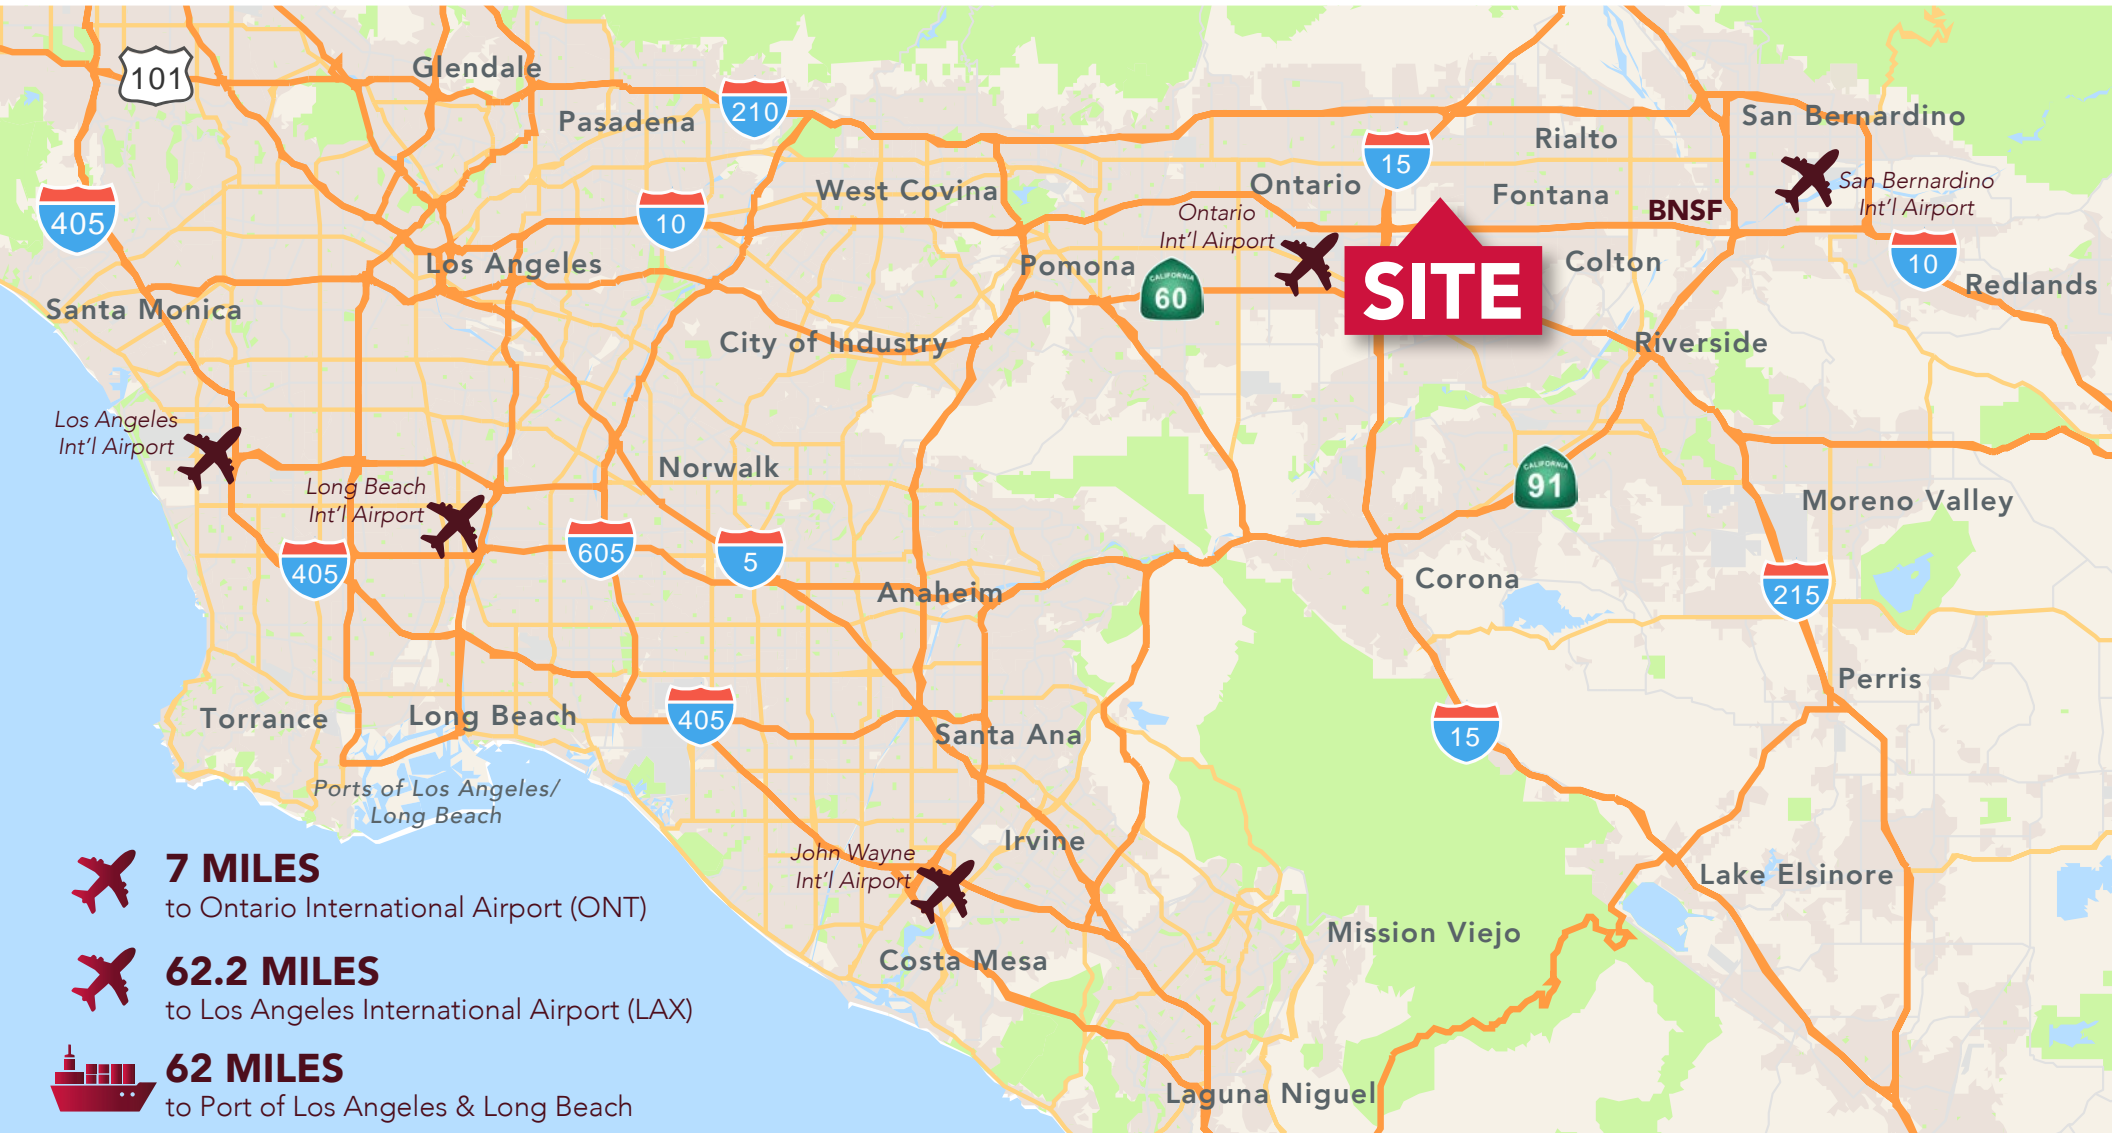 101
Glendale
Pasadena
210
San Bernardino
Rialto
15
405
West Covina
Ontario
Fontana
San Bernardino
Int'l Airport
10
BNSF
Ontario
Int'l Airport
Los Angeles
Pomona
CALIFORNIA
60
SITE
Colton
10
Redlands
Santa Monica
City of Industry
Riverside
Los Angeles
Int'l Airport
Norwalk
Long Beach
Int'l Airport
CALIFORNIA
91
Moreno Valley
405
605
5
Anaheim
Corona
215
Perris
Torrance
Long Beach
405
Santa Ana
15
Ports of Los Angeles/
Long Beach
Irvine
John Wayne
Int'l Airport
Lake Elsinore
Mission Viejo
Costa Mesa
Laguna Niguel
7 MILES
to Ontario International Airport (ONT)
62.2 MILES
to Los Angeles International Airport (LAX)
62 MILES
to Port of Los Angeles & Long Beach